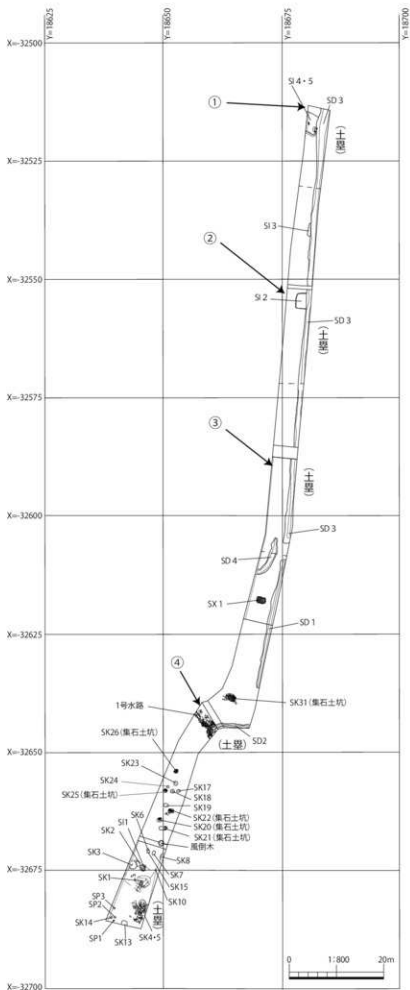 Y=18625
Y=18650
Y=18675
Y=18700
X=-32500
SI 4・5
SD 3
①
(土塁)
X=-32525
SI 3
②
X=-32550
SI 2
SD 3
(土塁)
X=-32575
③
(土塁)
X=-32600
SD 3
SD 4
SX 1
X=-32625
SD 1
④
1号水路
SK31(集石土坑)
SK26(集石土坑)
(土塁)
SD2
X=-32650
SK23
SK24
SK17
SK25(集石土坑)
SK18
SK19
SK6
SK22(集石土坑)
SI1
SK20(集石土坑)
SK2
SK21(集石土坑)
風倒木
SK3
SK8
X=-32675
SK7
SK1
SK15
SK10
SP3
SP2
(土塁)
SK14
SP1
SK13
SK4・5
1:800
0
20m
X=-32700